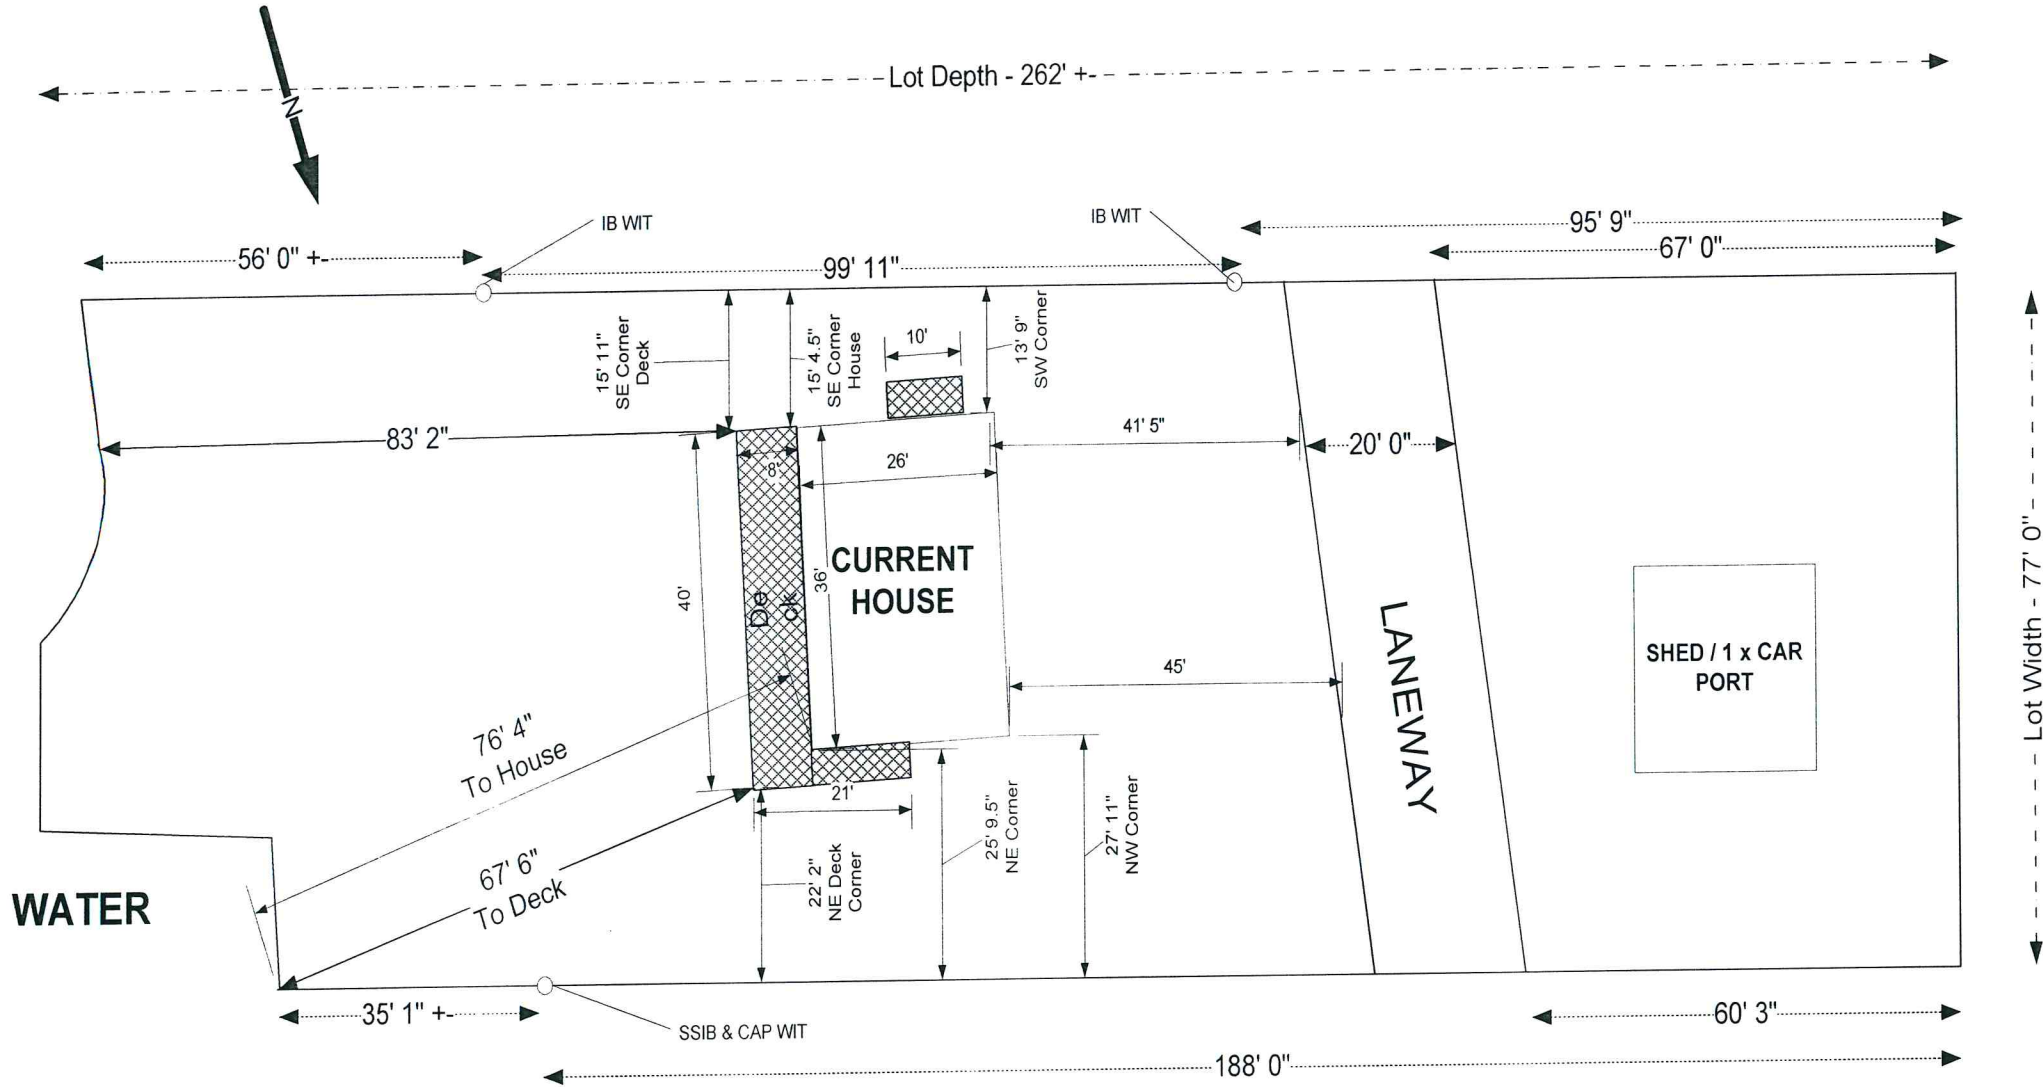 Lot Depth - 262' +-
N
IB WIT
IB WIT
95' 9"
56' 0" +-
99' 11"
67' 0"
15' 11"
SE Corner
Deck
15' 4.5"
SE Corner
House
10'
13' 9"
SW Corner
83' 2"
8'
26'
41' 5"
20' 0"
Lot Width - 77' 0"
40'
De
ck
36'
CURRENT
HOUSE
LANEWAY
SHED / 1 x CAR
PORT
45'
76' 4"
To House
21'
67' 6"
To Deck
22' 2"
NE Deck
Corner
25' 9.5"
NE Corner
27' 11"
NW Corner
WATER
35' 1" +-
SSIB & CAP WIT
60' 3"
188' 0"